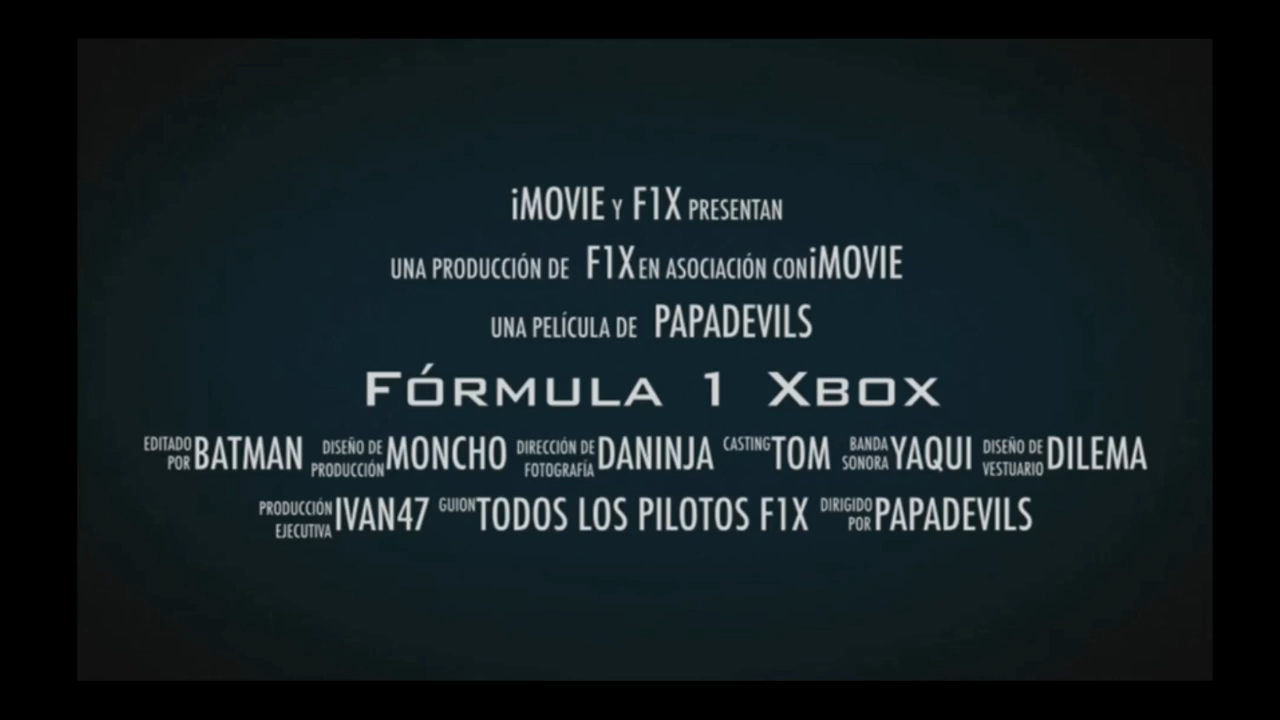 iMOVIE Y F1X PRESENTAN
UNA PRODUCCIÓN DE F1X EN ASOCIACIÓN CON iMOVIE
UNA PELÍCULA DE PAPADEVILS
FÓRMULA 1 XBOX
EDITADO POR BATMAN DISEÑO DE PRODUCCIÓN MONCHO DIRECCIÓN DE FOTOGRAFÍA DANINJA CASTING TOM BANDA SONORA YAQUI DISEÑO DE VESTUARIO DILEMA
PRODUCCIÓN EJECUTIVA IVAN47 GUION TODOS LOS PILOTOS F1X DIRIGIDO POR PAPADEVILS